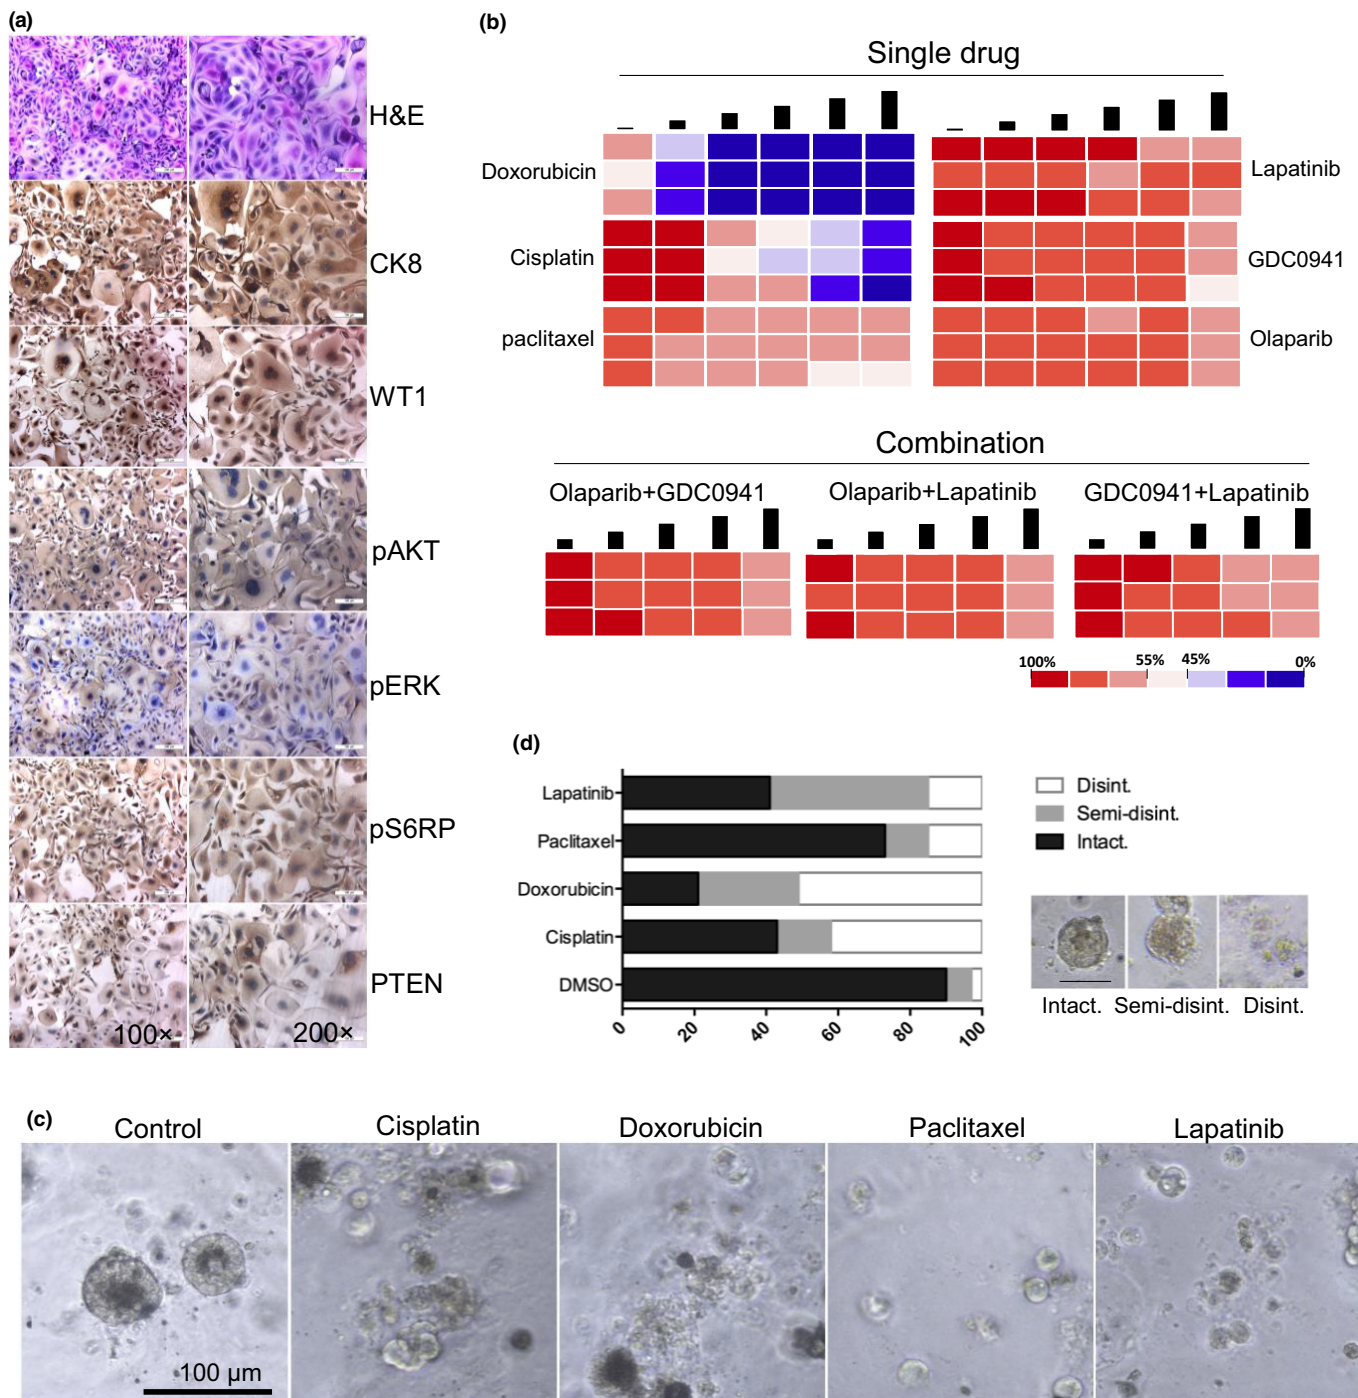 (a)
H&E
CK8
WT1
pAKT
pERK
pS6RP
PTEN
100×
200×
(b)
Single drug
Doxorubicin
Cisplatin
paclitaxel
Lapatinib
GDC0941
Olaparib
Combination
Olaparib+GDC0941
Olaparib+Lapatinib
GDC0941+Lapatinib
100%
55%
45%
0%
(d)
Lapatinib
Paclitaxel
Doxorubicin
Cisplatin
DMSO
0
20
40
60
80
100
Disint.
Semi-disint.
Intact.
Intact.
Semi-disint.
Disint.
(c)
Control
Cisplatin
Doxorubicin
Paclitaxel
Lapatinib
100 µm